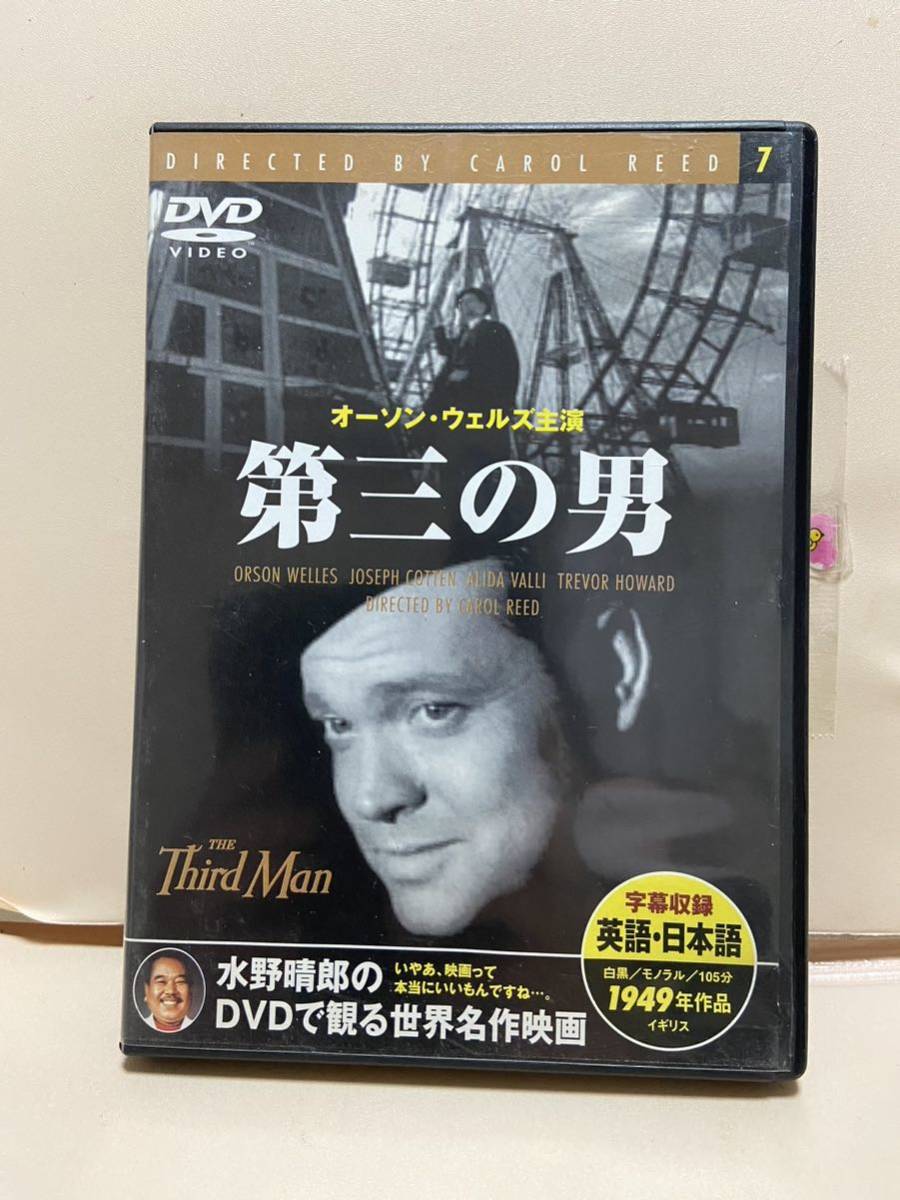 DIRECTED BY CAROL REED 7
DVD
VIDEO
オーソン・ウェルズ主演
第三の男
ORSON WELLES JOSEPH COTTEN ALIDA VALLI TREVOR HOWARD
DIRECTED BY CAROL REED
THE
Third Man
字幕収録
英語・日本語
白黒/モノラル/105分
1949年作品
イギリス
水野晴郎の
いやあ、映画って
本当にいいもんですね…。
DVDで観る世界名作映画